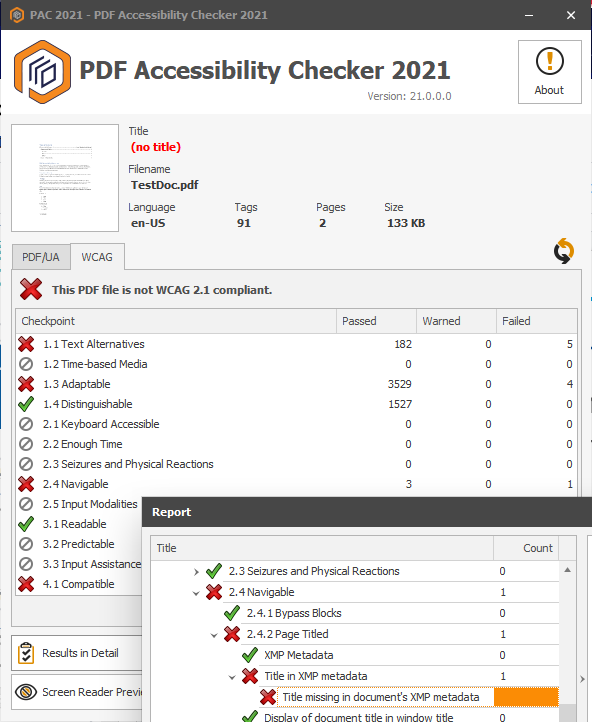 PAC 2021 - PDF Accessibility Checker 2021
PDF Accessibility Checker 2021
Version: 21.0.0.0
About
Title
(no title)
Filename
TestDoc.pdf
Language Tags Pages Size
en-US 91 2 133 KB
PDF/UA WCAG
This PDF file is not WCAG 2.1 compliant.
Checkpoint Passed Warned Failed
1.1 Text Alternatives 182 0 5
1.2 Time-based Media 0 0 0
1.3 Adaptable 3529 0 4
1.4 Distinguishable 1527 0 0
2.1 Keyboard Accessible 0 0 0
2.2 Enough Time 0 0 0
2.3 Seizures and Physical Reactions 0 0 0
2.4 Navigable 3 0 1
2.5 Input Modalities
3.1 Readable
3.2 Predictable
3.3 Input Assistance
4.1 Compatible
Results in Detail
Screen Reader Previe
Report
Title Count
2.3 Seizures and Physical Reactions 0
2.4 Navigable 1
2.4.1 Bypass Blocks 0
2.4.2 Page Titled 1
XMP Metadata 0
Title in XMP metadata 1
Title missing in document's XMP metadata
Display of document title in window title 0